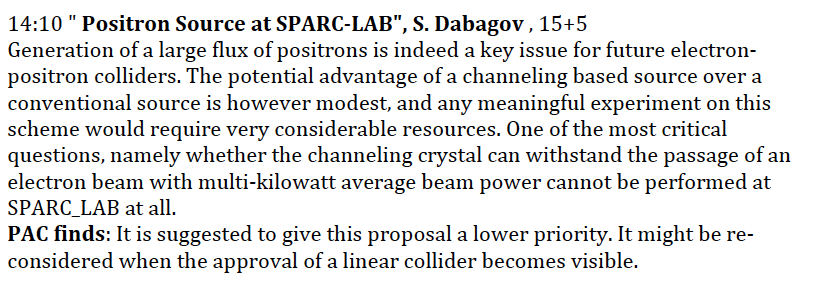 14:10 " Positron Source at SPARC-LAB", S. Dabagov , 15+5
Generation of a large flux of positrons is indeed a key issue for future electron-
positron colliders. The potential advantage of a channeling based source over a
conventional source is however modest, and any meaningful experiment on this
scheme would require very considerable resources. One of the most critical
questions, namely whether the channeling crystal can withstand the passage of an
electron beam with multi-kilowatt average beam power cannot be performed at
SPARC_LAB at all.
PAC finds: It is suggested to give this proposal a lower priority. It might be re-
considered when the approval of a linear collider becomes visible.